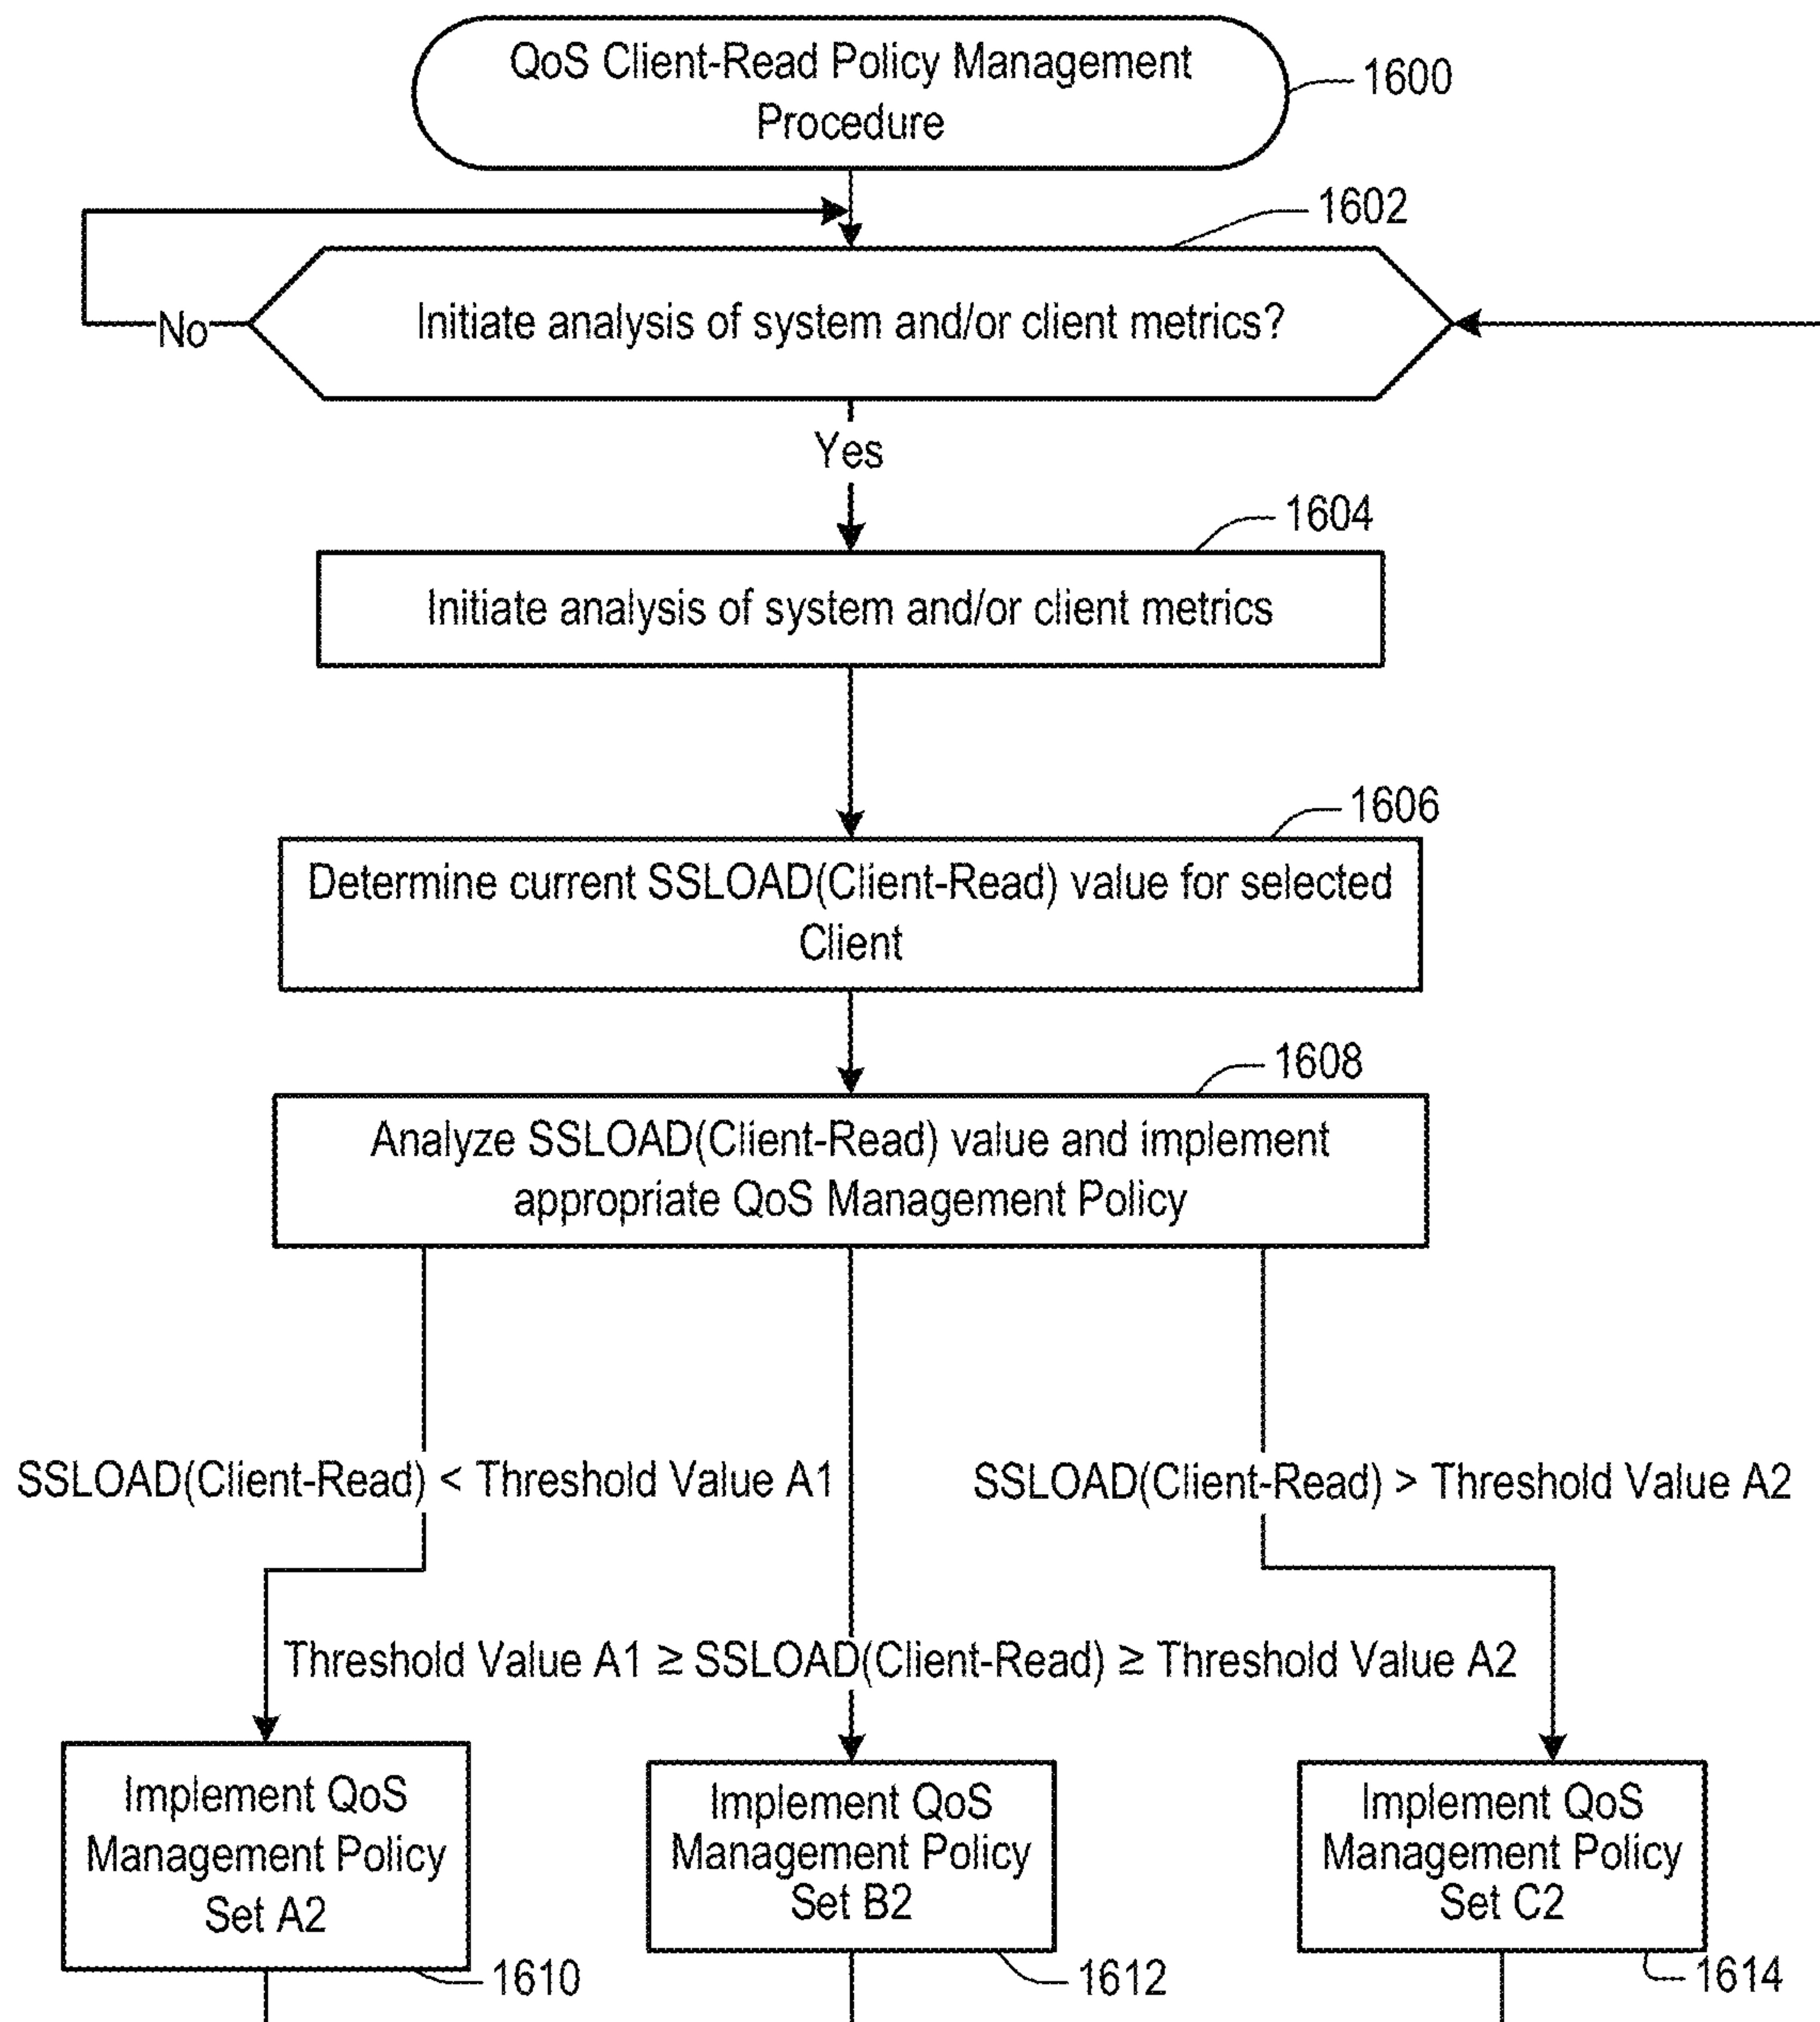 QoS Client-Read Policy Management
Procedure
1600
1602
Initiate analysis of system and/or client metrics?
No
Yes
1604
Initiate analysis of system and/or client metrics
1606
Determine current SSLOAD(Client-Read) value for selected
Client
1608
Analyze SSLOAD(Client-Read) value and implement
appropriate QoS Management Policy
SSLOAD(Client-Read) < Threshold Value A1
SSLOAD(Client-Read) > Threshold Value A2
Threshold Value A1 ≥ SSLOAD(Client-Read) ≥ Threshold Value A2
Implement QoS
Management Policy
Set A2
1610
Implement QoS
Management Policy
Set B2
1612
Implement QoS
Management Policy
Set C2
1614